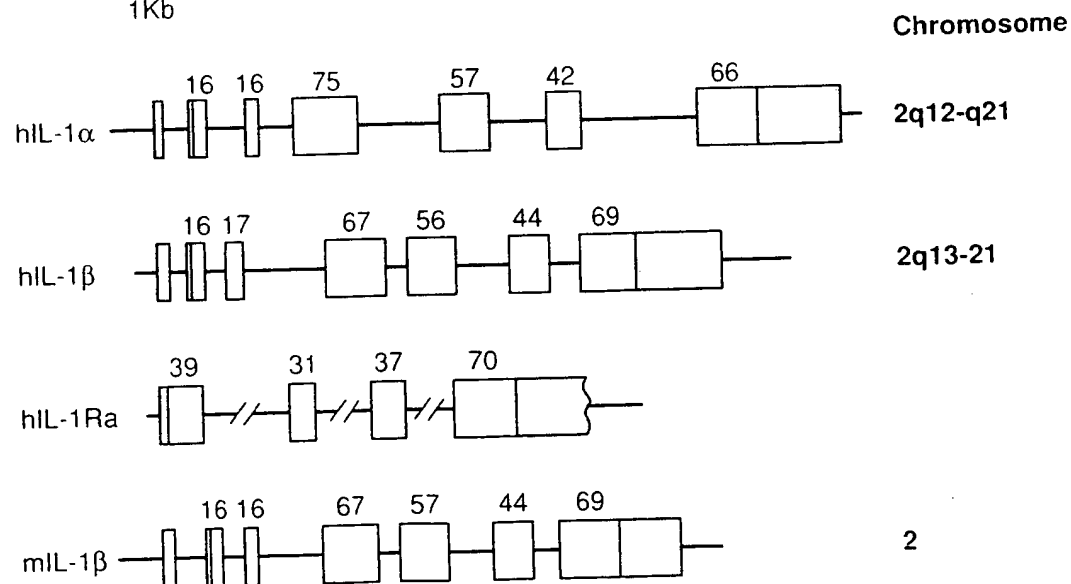 1Kb
Chromosome
16 16 75 57 42 66
hIL-1α 2q12-q21
16 17 67 56 44 69
hIL-1β 2q13-21
39 31 37 70
hIL-1Ra
16 16 67 57 44 69
mIL-1β 2